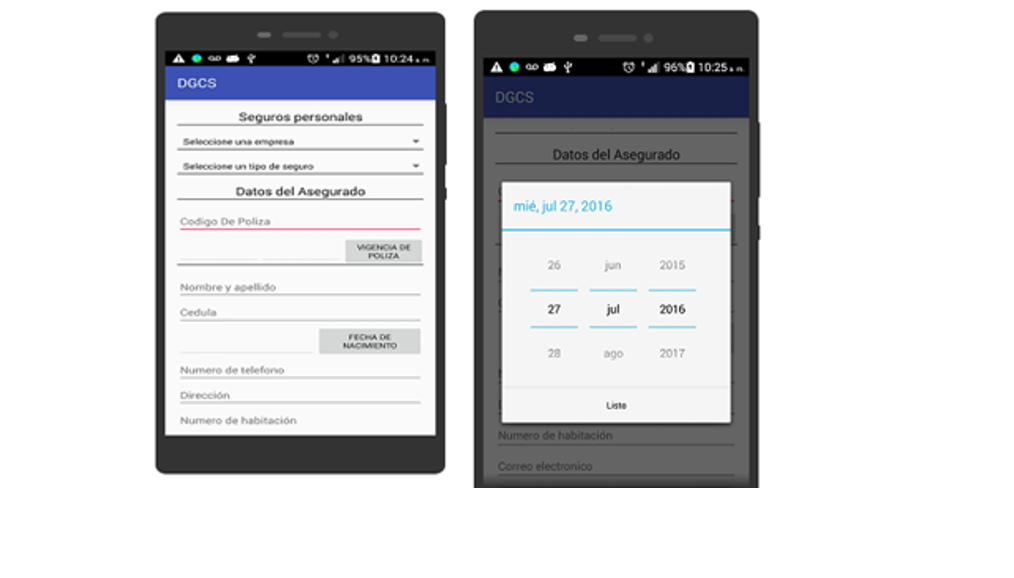 95% 10:24 a. m.
DGCS
Seguros personales
Seleccione una empresa
Seleccione un tipo de seguro
Datos del Asegurado
Codigo De Poliza
VIGENCIA DE
POLIZA
Nombre y apellido
Cedula
FECHA DE
NACIMIENTO
Numero de telefono
Dirección
Numero de habitación
96% 10:25 a. m.
DGCS
Datos del Asegurado
mié, jul 27, 2016
26 jun 2015
27 jul 2016
28 ago 2017
Listo
Numero de habitación
Correo electronico